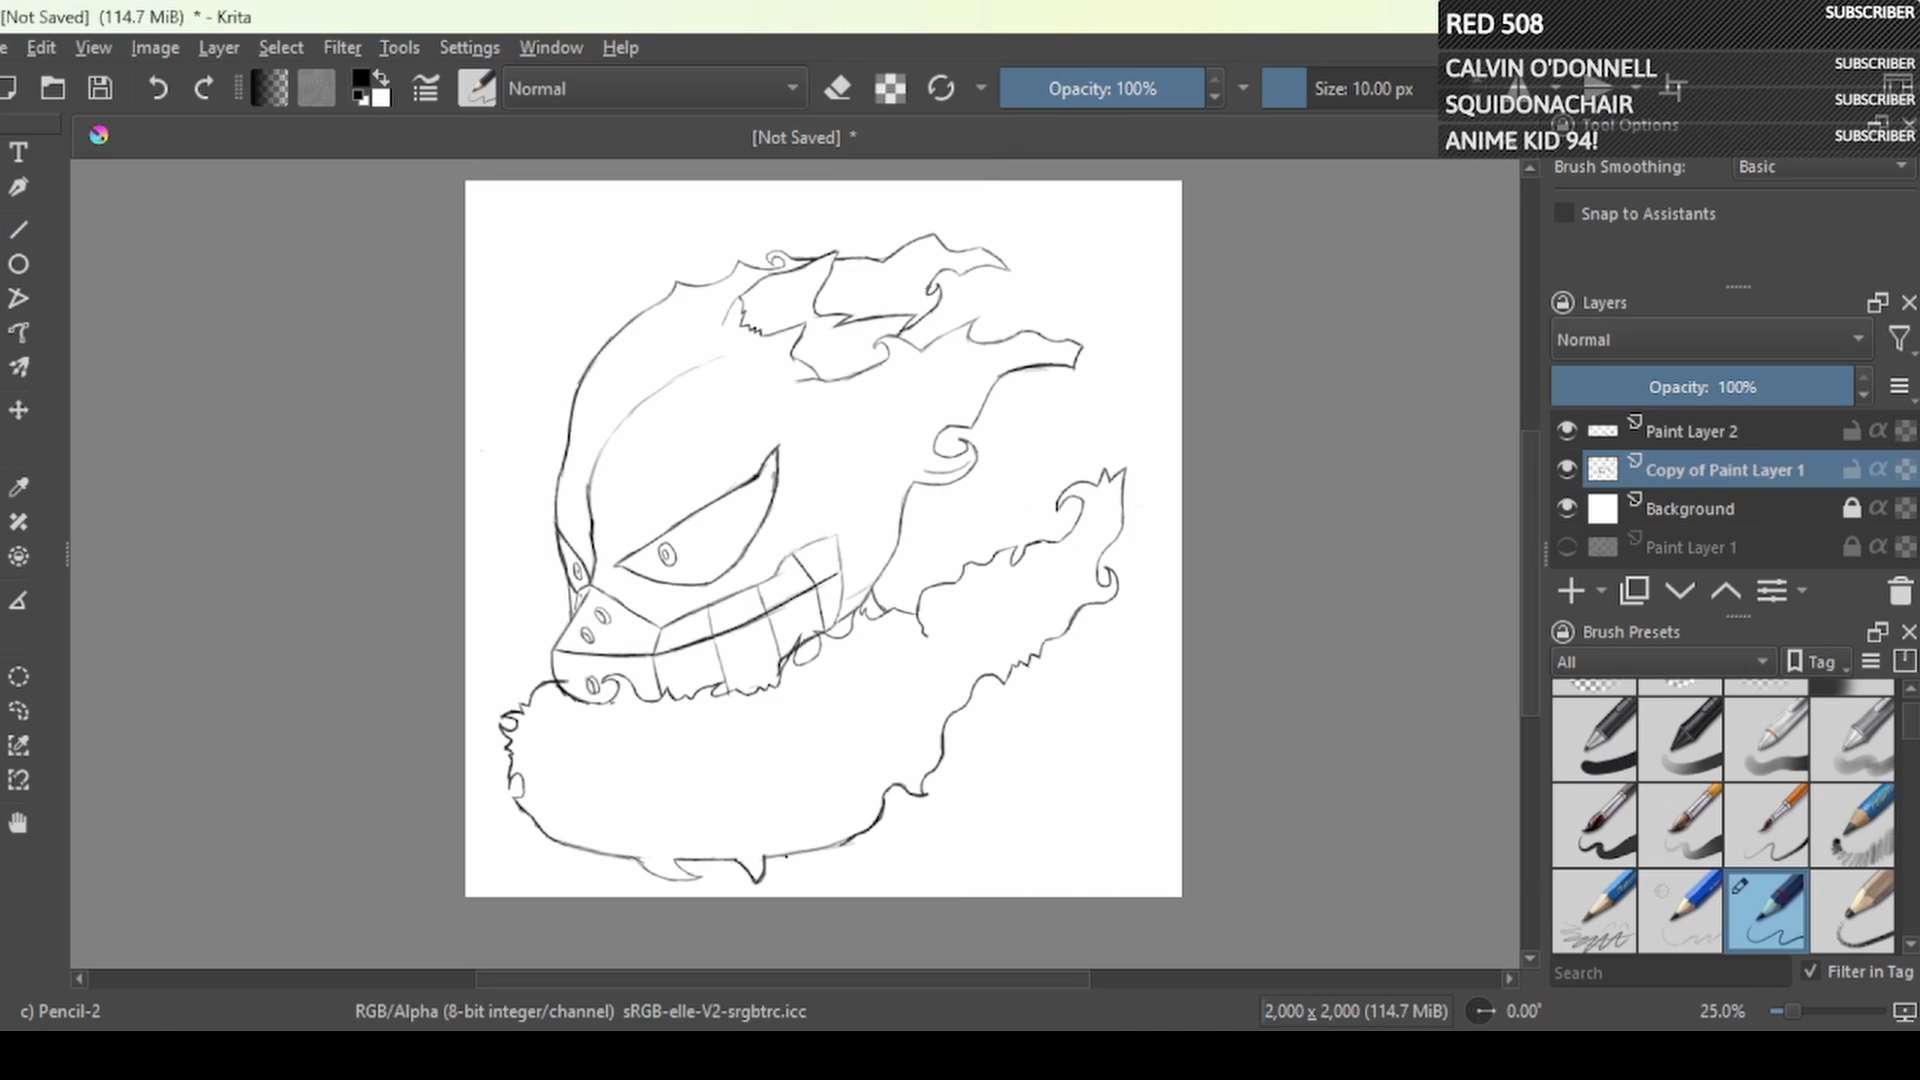 [Not Saved] (114.7 MiB) * - Krita
RED 508 SUBSCRIBER
e Edit View Image Layer Select Filter Tools Settings Window Help
CALVIN O'DONNELL SUBSCRIBER
Normal
Opacity: 100%
Size: 10.00 px
SQUIDONACHAIR SUBSCRIBER
Tool Options
[Not Saved] *
ANIME KID 94! SUBSCRIBER
Brush Smoothing: Basic
Snap to Assistants
Layers
Normal
Opacity: 100%
Paint Layer 2
Copy of Paint Layer 1
Background
Paint Layer 1
Brush Presets
All
Tag
Search
Filter in Tag
c) Pencil-2
RGB/Alpha (8-bit integer/channel) sRGB-elle-V2-srgbtrc.icc
2,000 x 2,000 (114.7 MiB)
0.00°
25.0%